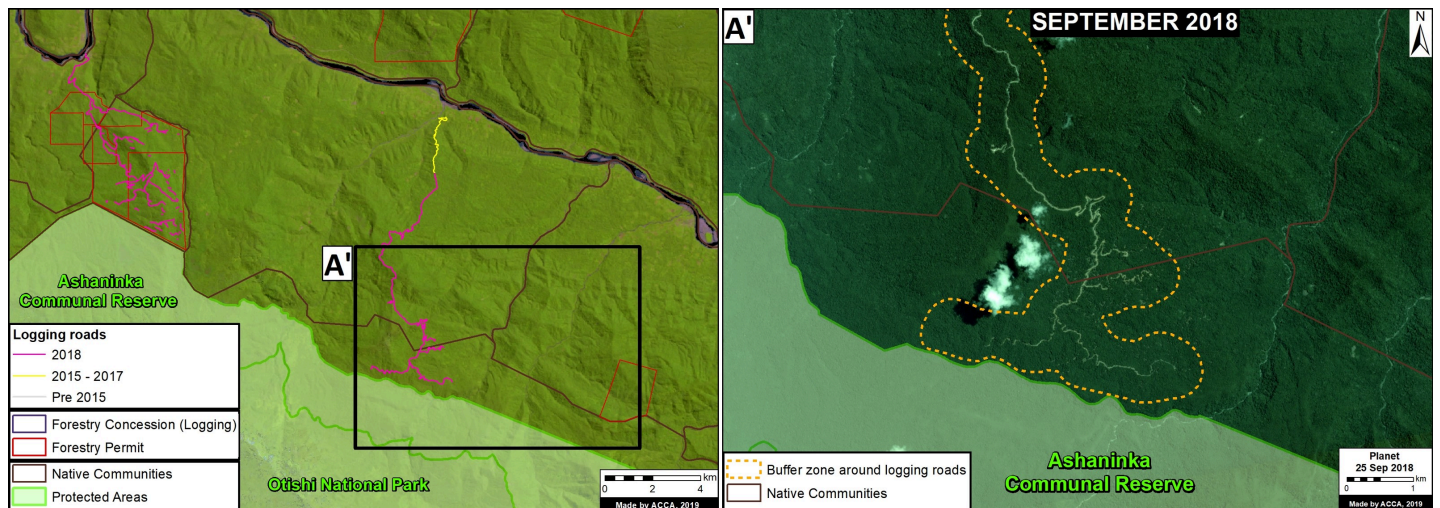 A'
Ashaninka
Communal Reserve
Logging roads
2018
2015 - 2017
Pre 2015
Forestry Concession (Logging)
Forestry Permit
Native Communities
Protected Areas
Otishi National Park
km
0 2 4
Made by ACCA, 2019
A'
SEPTEMBER 2018
N
Buffer zone around logging roads
Native Communities
Ashaninka
Communal Reserve
Planet
25 Sep 2018
km
0 1
Made by ACCA, 2019